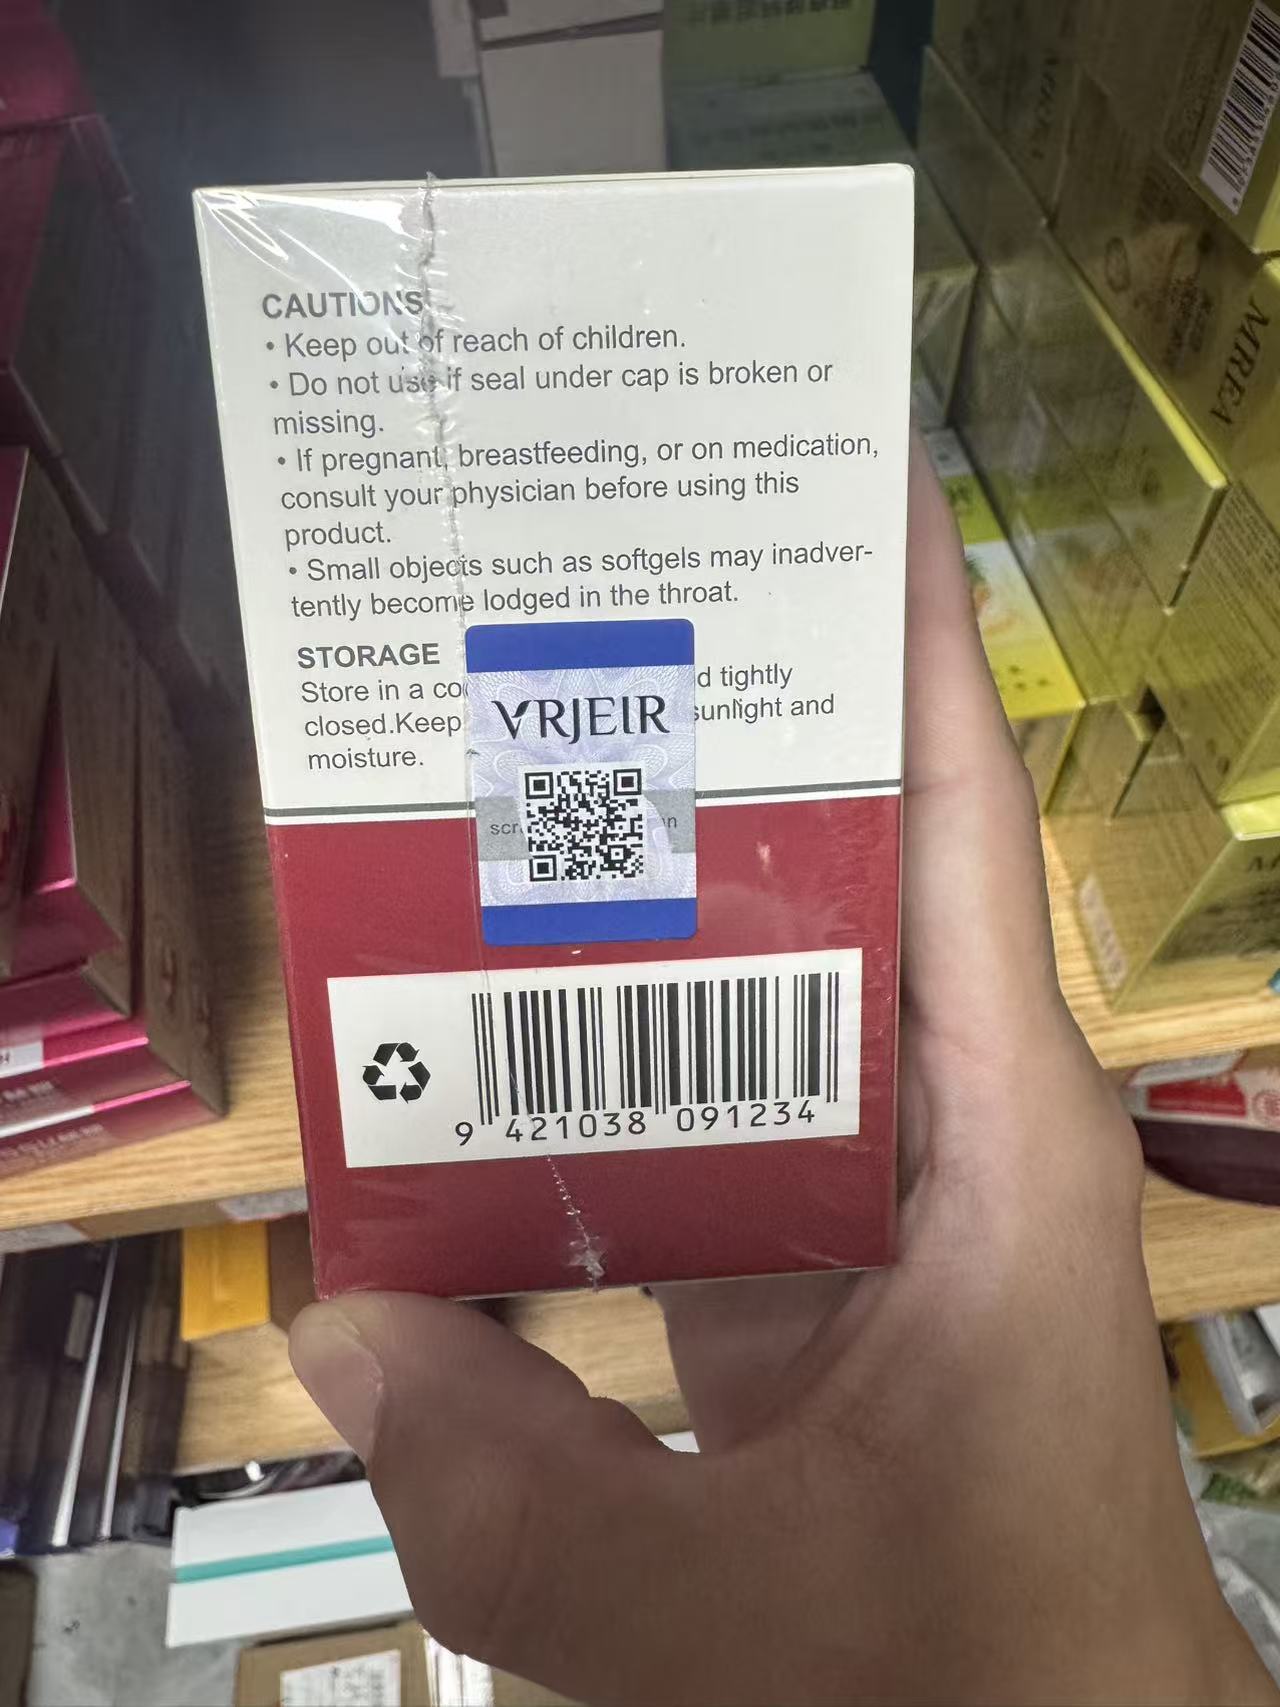 CAUTIONS
• Keep out of reach of children.
• Do not use if seal under cap is broken or
missing.
• If pregnant, breastfeeding, or on medication,
consult your physician before using this
product.
• Small objects such as softgels may inadver-
tently become lodged in the throat.
STORAGE
Store in a co d tightly
closed.Keep sunlight and
moisture.
VRJEIR
9 421038 091234
MREA